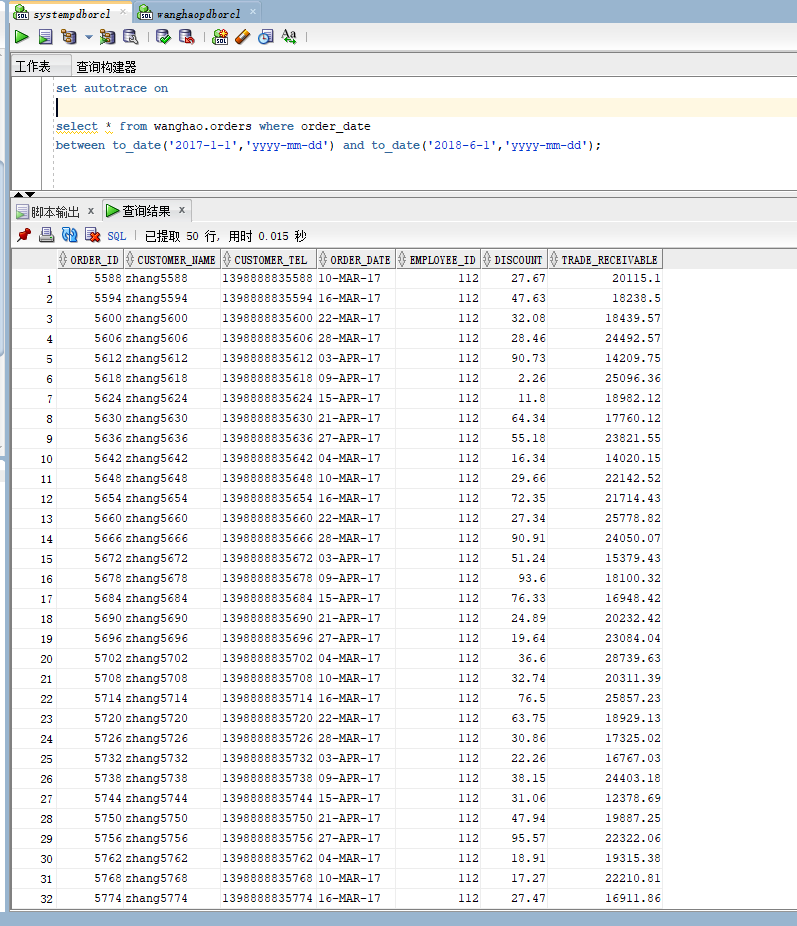 systempdborcl × wanghaopdborcl ×
工作表 查询构建器
set autotrace on
select * from wanghao.orders where order_date
between to_date('2017-1-1','yyyy-mm-dd') and to_date('2018-6-1','yyyy-mm-dd');
脚本输出 × 查询结果 ×
SQL 已提取 50 行, 用时 0.015 秒
ORDER_ID CUSTOMER_NAME CUSTOMER_TEL ORDER_DATE EMPLOYEE_ID DISCOUNT TRADE_RECEIVABLE
1 5588 zhang5588 1398888835588 10-MAR-17 112 27.67 20115.1
2 5594 zhang5594 1398888835594 16-MAR-17 112 47.63 18238.5
3 5600 zhang5600 1398888835600 22-MAR-17 112 32.08 18439.57
4 5606 zhang5606 1398888835606 28-MAR-17 112 28.46 24492.57
5 5612 zhang5612 1398888835612 03-APR-17 112 90.73 14209.75
6 5618 zhang5618 1398888835618 09-APR-17 112 2.26 25096.36
7 5624 zhang5624 1398888835624 15-APR-17 112 11.8 18982.12
8 5630 zhang5630 1398888835630 21-APR-17 112 64.34 17760.12
9 5636 zhang5636 1398888835636 27-APR-17 112 55.18 23821.55
10 5642 zhang5642 1398888835642 04-MAR-17 112 16.34 14020.15
11 5648 zhang5648 1398888835648 10-MAR-17 112 29.66 22142.52
12 5654 zhang5654 1398888835654 16-MAR-17 112 72.35 21714.43
13 5660 zhang5660 1398888835660 22-MAR-17 112 27.34 25778.82
14 5666 zhang5666 1398888835666 28-MAR-17 112 90.91 24050.07
15 5672 zhang5672 1398888835672 03-APR-17 112 51.24 15379.43
16 5678 zhang5678 1398888835678 09-APR-17 112 93.6 18100.32
17 5684 zhang5684 1398888835684 15-APR-17 112 76.33 16948.42
18 5690 zhang5690 1398888835690 21-APR-17 112 24.89 20232.42
19 5696 zhang5696 1398888835696 27-APR-17 112 19.64 23084.04
20 5702 zhang5702 1398888835702 04-MAR-17 112 36.6 28739.63
21 5708 zhang5708 1398888835708 10-MAR-17 112 32.74 20311.39
22 5714 zhang5714 1398888835714 16-MAR-17 112 76.5 25857.23
23 5720 zhang5720 1398888835720 22-MAR-17 112 63.75 18929.13
24 5726 zhang5726 1398888835726 28-MAR-17 112 30.86 17325.02
25 5732 zhang5732 1398888835732 03-APR-17 112 22.26 16767.03
26 5738 zhang5738 1398888835738 09-APR-17 112 38.15 24403.18
27 5744 zhang5744 1398888835744 15-APR-17 112 31.06 12378.69
28 5750 zhang5750 1398888835750 21-APR-17 112 47.94 19887.25
29 5756 zhang5756 1398888835756 27-APR-17 112 95.57 22322.06
30 5762 zhang5762 1398888835762 04-MAR-17 112 18.91 19315.38
31 5768 zhang5768 1398888835768 10-MAR-17 112 17.27 22210.81
32 5774 zhang5774 1398888835774 16-MAR-17 112 27.47 16911.86